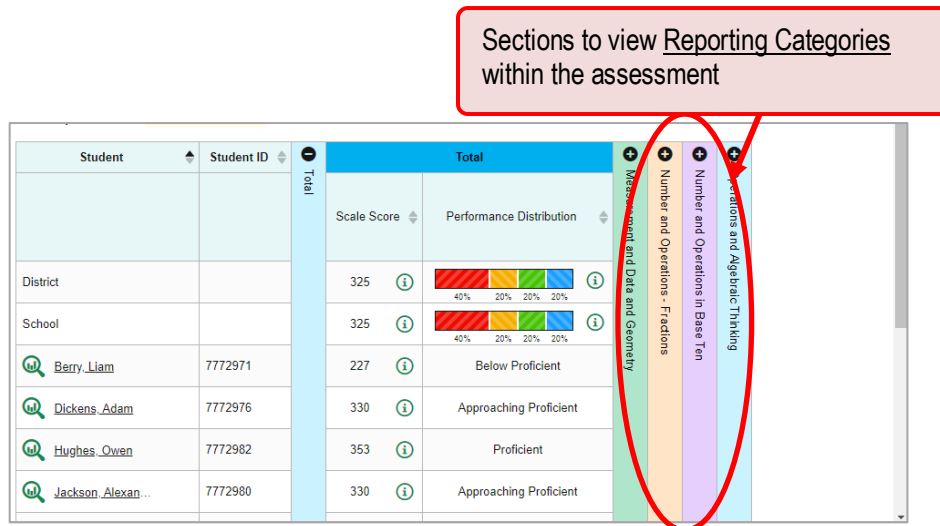 Sections to view Reporting Categories
within the assessment
Student
Student ID
Total
Total
Scale Score
Performance Distribution
Measurement and Data and Geometry
Number and Operations - Fractions
Number and Operations in Base Ten
Operations and Algebraic Thinking
District
325
40% 20% 20% 20%
School
325
40% 20% 20% 20%
Berry, Liam 7772971 227 Below Proficient
Dickens, Adam 7772976 330 Approaching Proficient
Hughes, Owen 7772982 353 Proficient
Jackson, Alexan... 7772980 330 Approaching Proficient